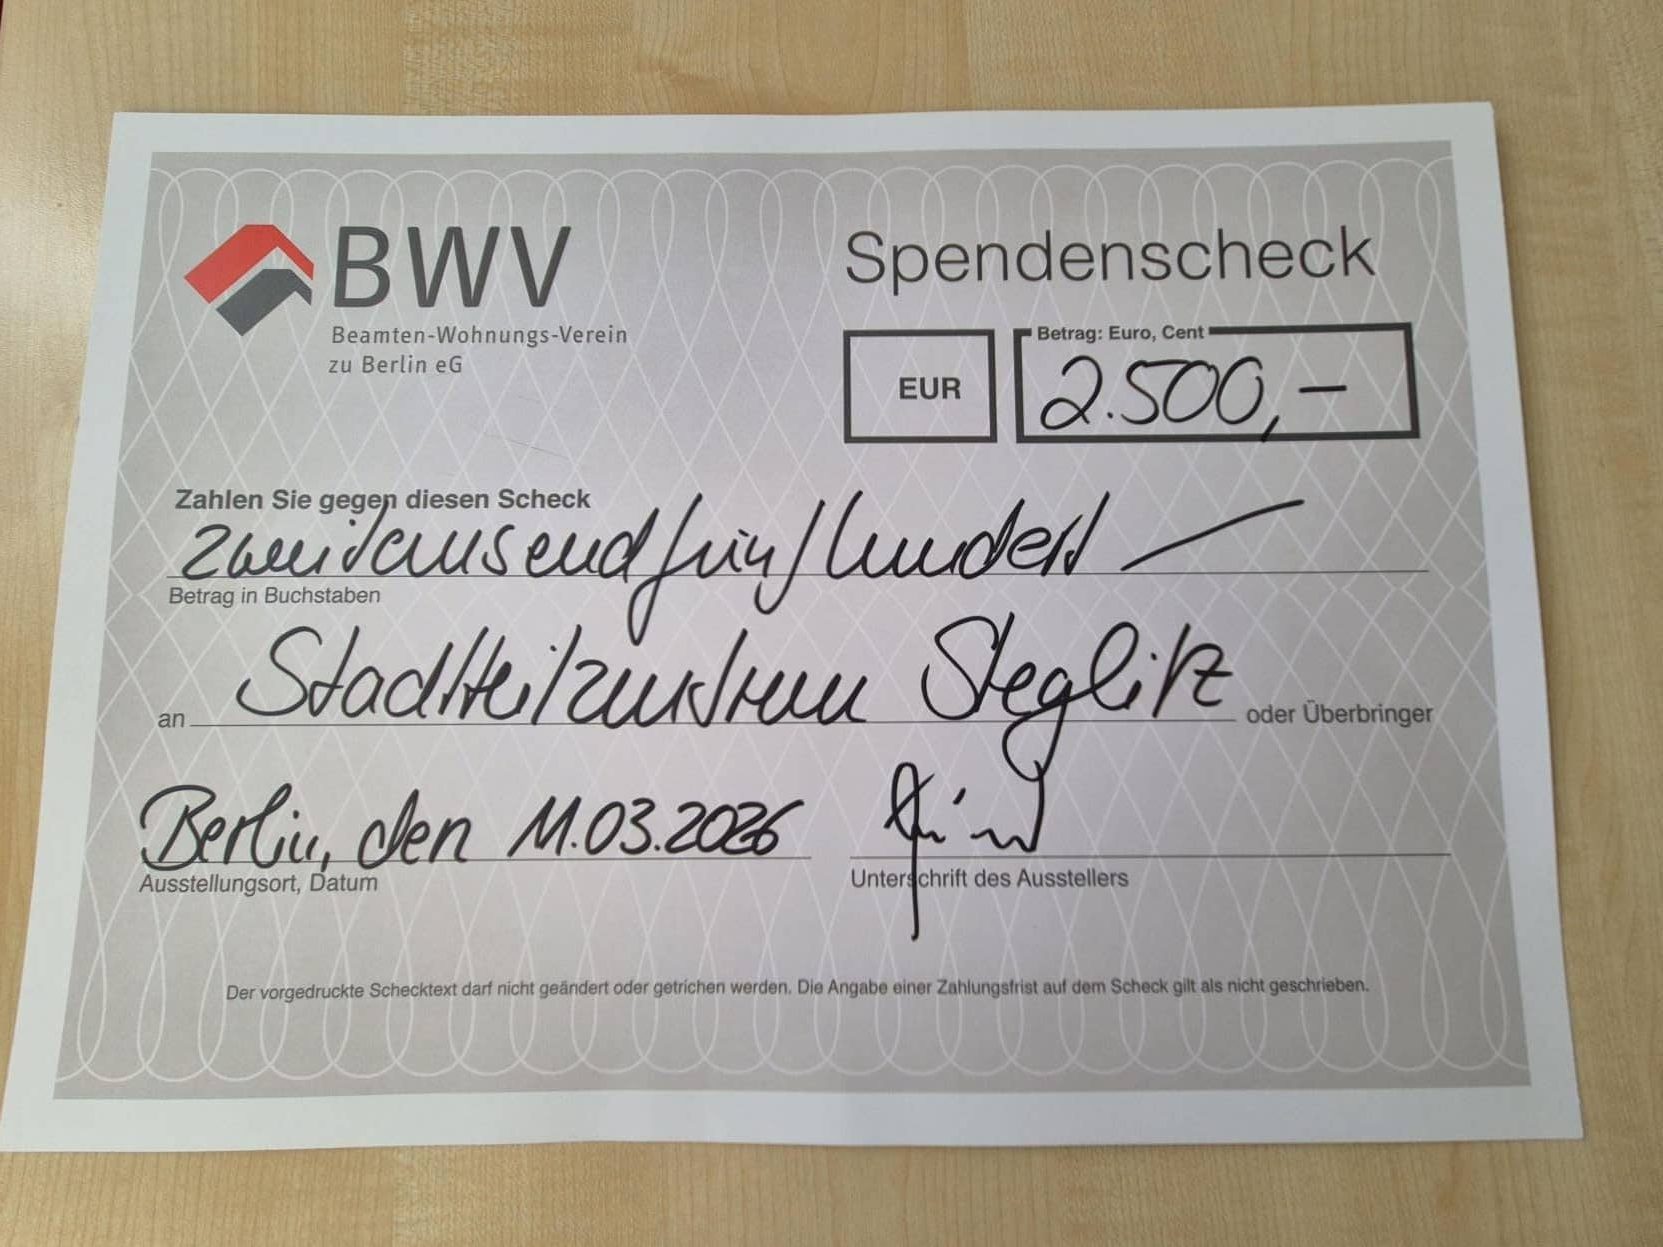 BWV
Beamten-Wohnungs-Verein
zu Berlin eG
Spendenscheck
EUR
Betrag: Euro, Cent
2.500,-
Zahlen Sie gegen diesen Scheck
zweitausendfünfhundert
Betrag in Buchstaben
an Stadtteilzentrum Steglitz oder Überbringer
Berlin, den 11.03.2026
Ausstellungsort, Datum
Unterschrift des Ausstellers
Der vorgedruckte Schecktext darf nicht geändert oder getrichen werden. Die Angabe einer Zahlungsfrist auf dem Scheck gilt als nicht geschrieben.